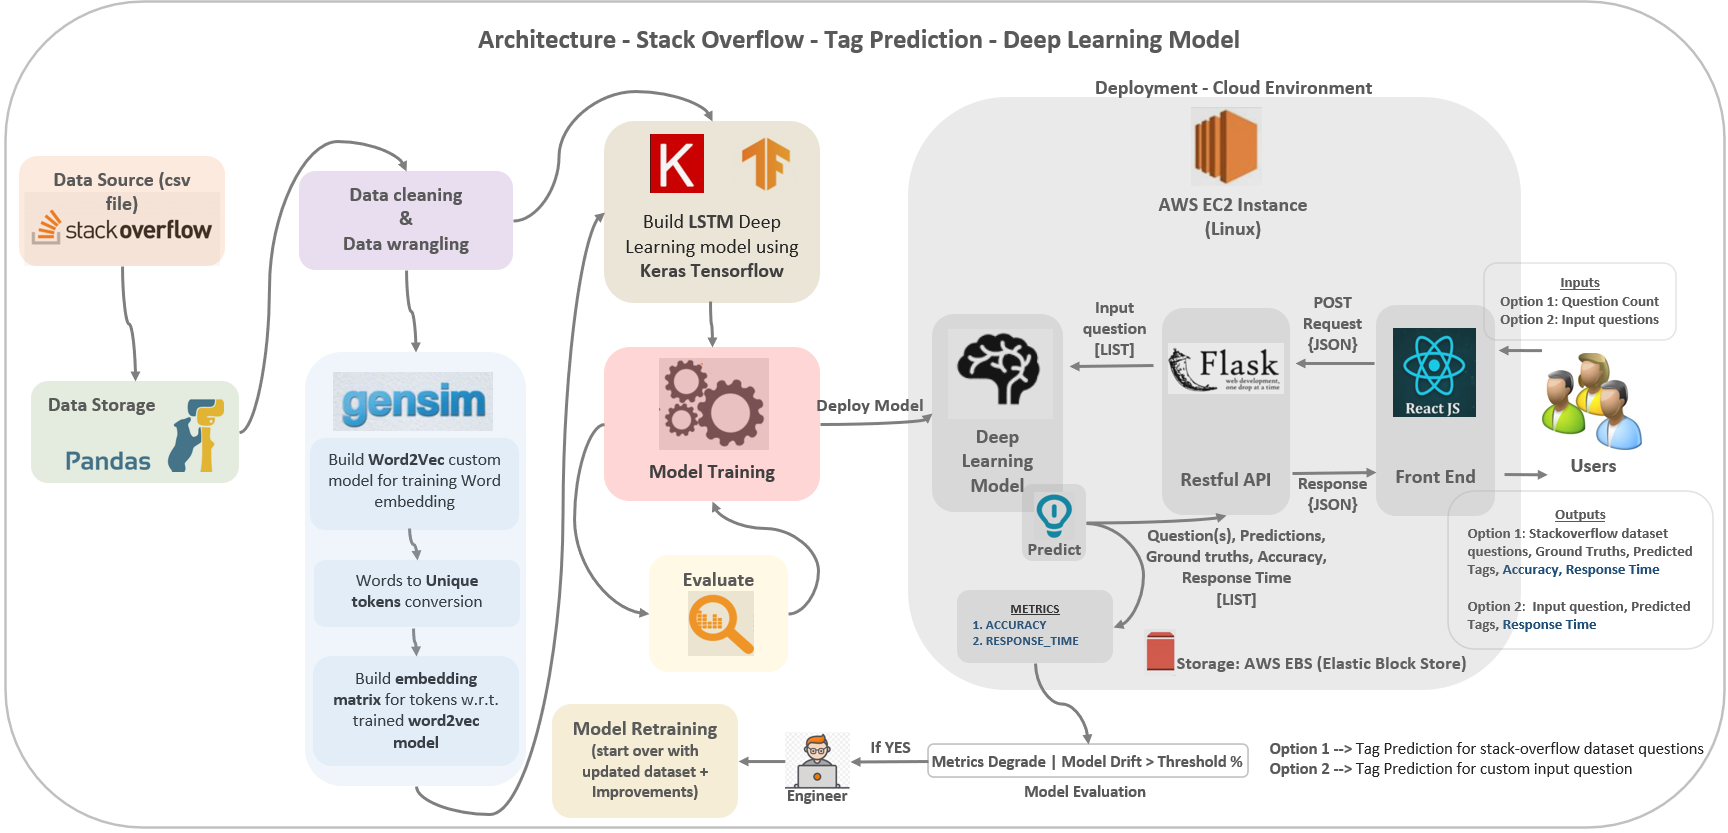 Architecture - Stack Overflow - Tag Prediction - Deep Learning Model
Data Source (csv
file)
stackoverflow
Data Storage
Pandas
Data cleaning
&
Data wrangling
gensim
Build Word2Vec custom
model for training Word
embedding
Words to Unique
tokens conversion
Build embedding
matrix for tokens w.r.t.
trained word2vec
model
K
TF
Build LSTM Deep
Learning model using
Keras Tensorflow
Model Training
Evaluate
Deploy Model
Deployment - Cloud Environment
AWS EC2 Instance
(Linux)
Deep
Learning
Model
Predict
Input
question
[LIST]
Flask
web development,
one drop at a time
Restful API
POST
Request
{JSON}
Response
{JSON}
React JS
Front End
Inputs
Option 1: Question Count
Option 2: Input questions
Users
Outputs
Option 1: Stackoverflow dataset
questions, Ground Truths, Predicted
Tags, Accuracy, Response Time
Option 2:  Input question, Predicted
Tags, Response Time
Question(s), Predictions,
Ground truths, Accuracy,
Response Time
[LIST]
METRICS
1. ACCURACY
2. RESPONSE_TIME
Storage: AWS EBS (Elastic Block Store)
Metrics Degrade | Model Drift > Threshold %
Model Evaluation
If YES
Engineer
Model Retraining
(start over with
updated dataset +
Improvements)
Option 1 --> Tag Prediction for stack-overflow dataset questions
Option 2 --> Tag Prediction for custom input question